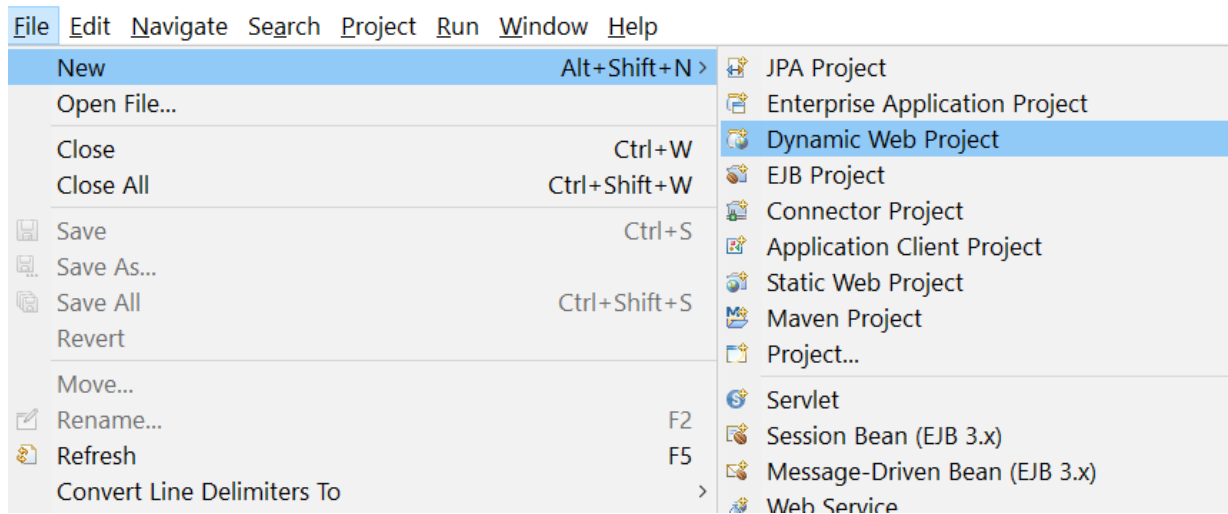 File Edit Navigate Search Project Run Window Help
New Alt+Shift+N >
Open File...
Close Ctrl+W
Close All Ctrl+Shift+W
Save Ctrl+S
Save As...
Save All Ctrl+Shift+S
Revert
Move...
Rename... F2
Refresh F5
Convert Line Delimiters To >
JPA Project
Enterprise Application Project
Dynamic Web Project
EJB Project
Connector Project
Application Client Project
Static Web Project
Maven Project
Project...
Servlet
Session Bean (EJB 3.x)
Message-Driven Bean (EJB 3.x)
Web Service